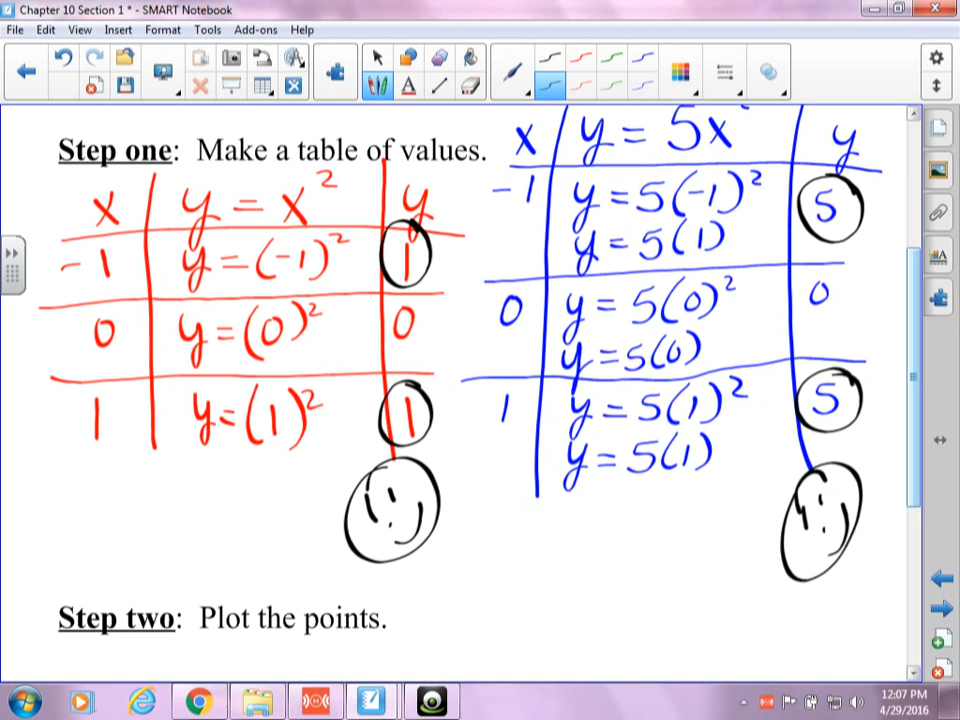 Chapter 10 Section 1 * - SMART Notebook
File Edit View Insert Format Tools Add-ons Help
Step one: Make a table of values.
x y = x² y
-1 y = (-1)² 1
0 y = (0)² 0
1 y = (1)² 1
x y = 5x² y
-1 y = 5(-1)² 5
y = 5(1)
0 y = 5(0)² 0
y = 5(0)
1 y = 5(1)² 5
y = 5(1)
Step two: Plot the points.
12:07 PM
4/29/2016